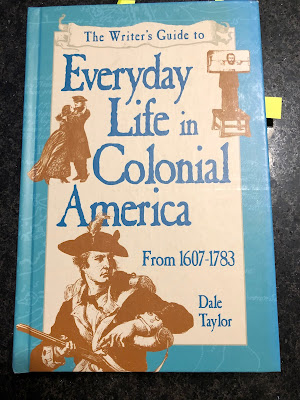 The Writer's Guide to
Everyday
Life in
Colonial
America
From 1607-1783
Dale
Taylor